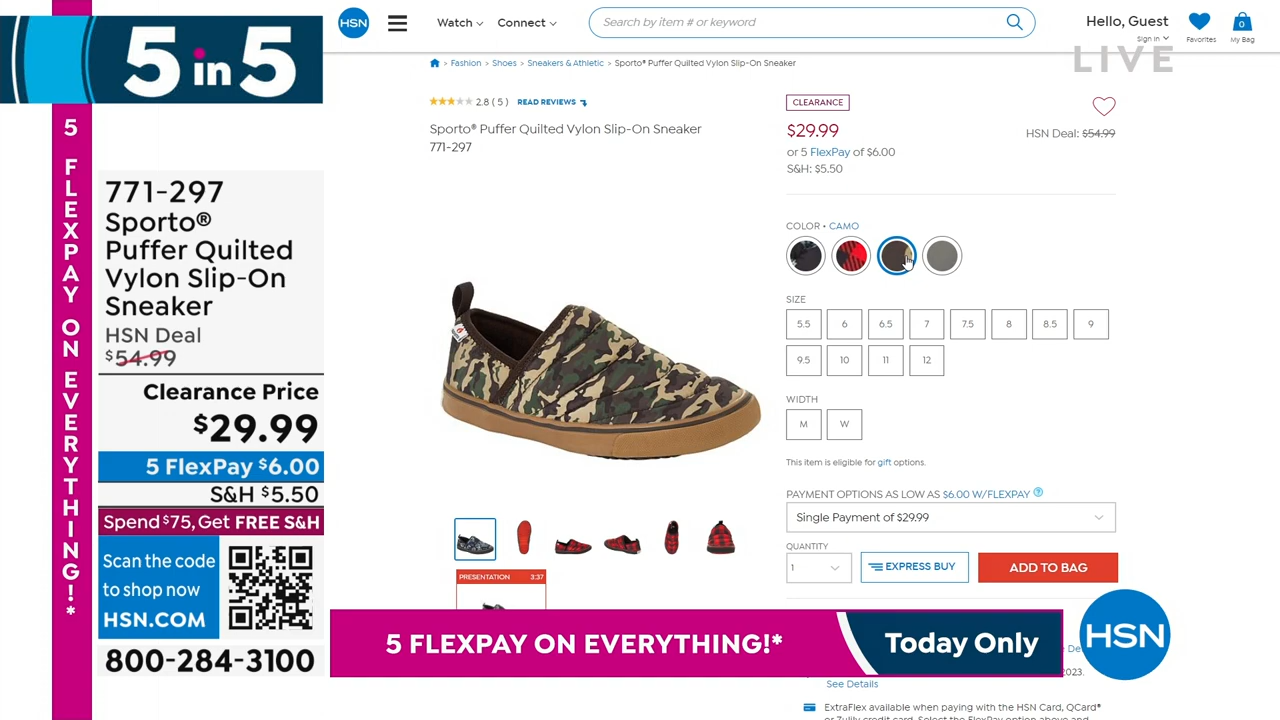 5 in 5
5 FLEXPAY ON EVERYTHING!*
771-297
Sporto®
Puffer Quilted
Vylon Slip-On
Sneaker
HSN Deal
$54.99
Clearance Price
$29.99
5 FlexPay $6.00
S&H $5.50
Spend $75, Get FREE S&H
Scan the code
to shop now
HSN.COM
800-284-3100
HSN
Watch
Connect
Search by item # or keyword
Hello, Guest
Sign in
Favorites
0
My Bag
LIVE
> Fashion > Shoes > Sneakers & Athletic > Sporto® Puffer Quilted Vylon Slip-On Sneaker
2.8 ( 5 ) READ REVIEWS
Sporto® Puffer Quilted Vylon Slip-On Sneaker
771-297
CLEARANCE
$29.99
HSN Deal: $54.99
or 5 FlexPay of $6.00
S&H: $5.50
COLOR • CAMO
SIZE
5.5 6 6.5 7 7.5 8 8.5 9
9.5 10 11 12
WIDTH
M W
This item is eligible for gift options.
PAYMENT OPTIONS AS LOW AS $6.00 W/FLEXPAY ?
Single Payment of $29.99
QUANTITY
1
EXPRESS BUY
ADD TO BAG
PRESENTATION 3:37
5 FLEXPAY ON EVERYTHING!*
Today Only
HSN
2023.
See Details
ExtraFlex available when paying with the HSN Card, QCard®